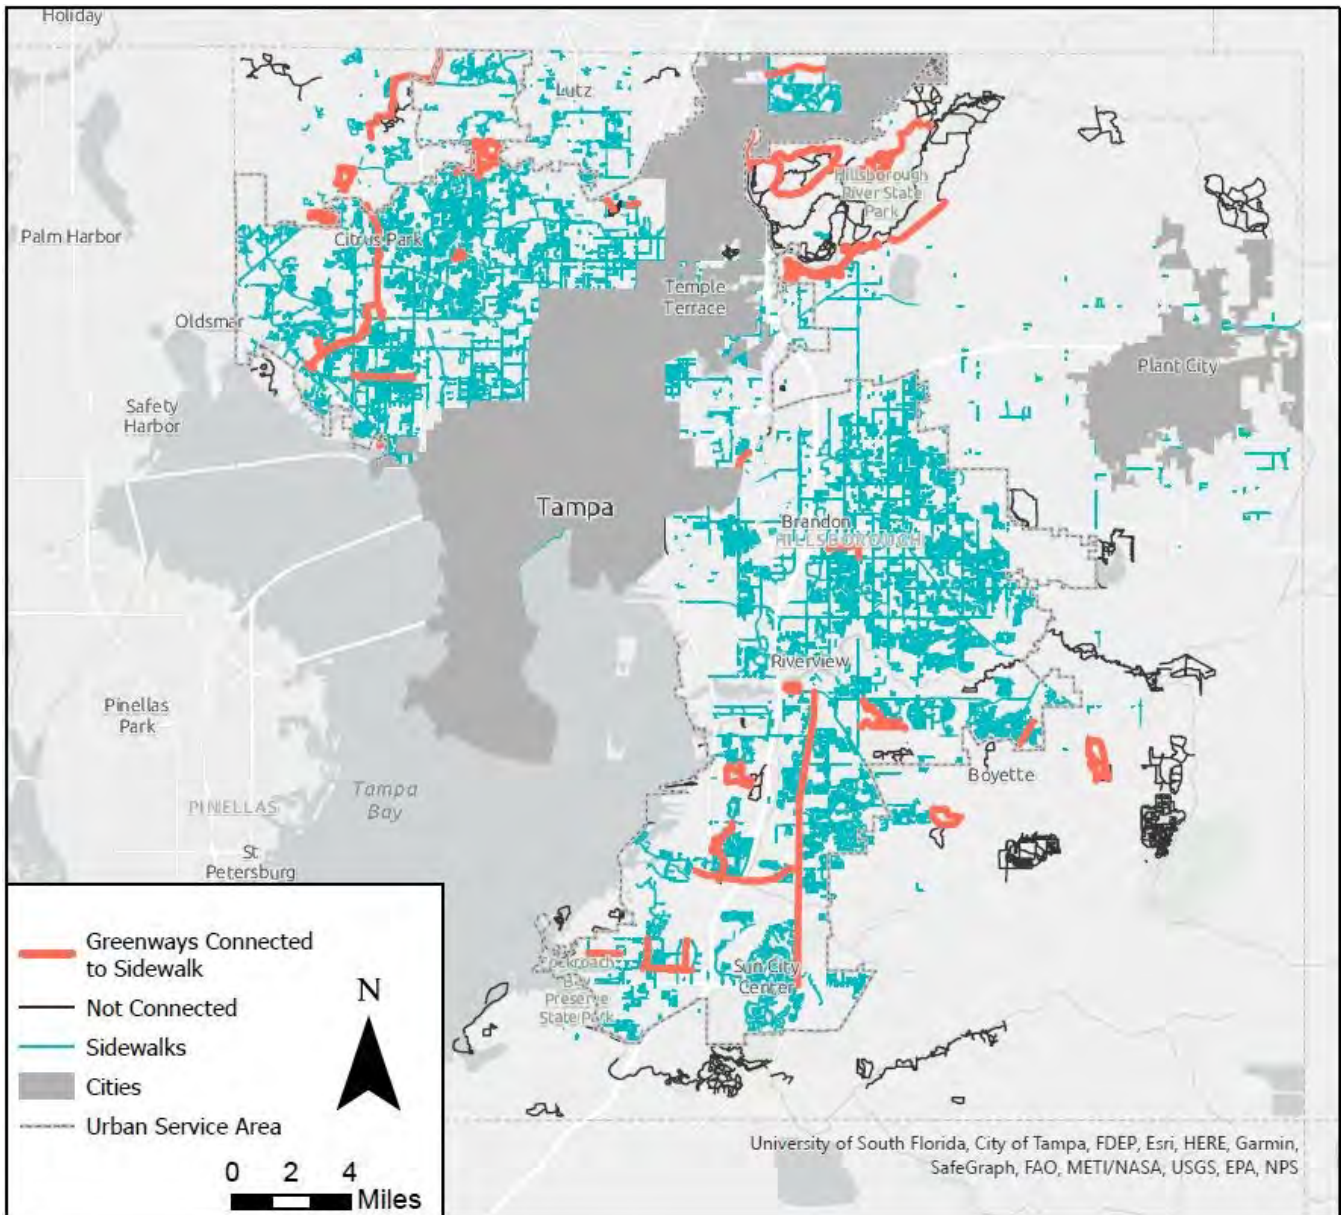 Holiday
Lutz
Hillsborough
River State
Park
Palm Harbor
Citrus Park
Temple
Terrace
Oldsmar
Plant City
Safety
Harbor
Tampa
Brandon
HILLSBOROUGH
Riverview
Pinellas
Park
Boyette
Tampa
Bay
PINELLAS
St
Petersburg
Sun City
Center
Bay
Preserve
State Park
Greenways Connected
to Sidewalk
Not Connected
Sidewalks
Cities
Urban Service Area
N
0 2 4
Miles
University of South Florida, City of Tampa, FDEP, Esri, HERE, Garmin,
SafeGraph, FAO, METI/NASA, USGS, EPA, NPS